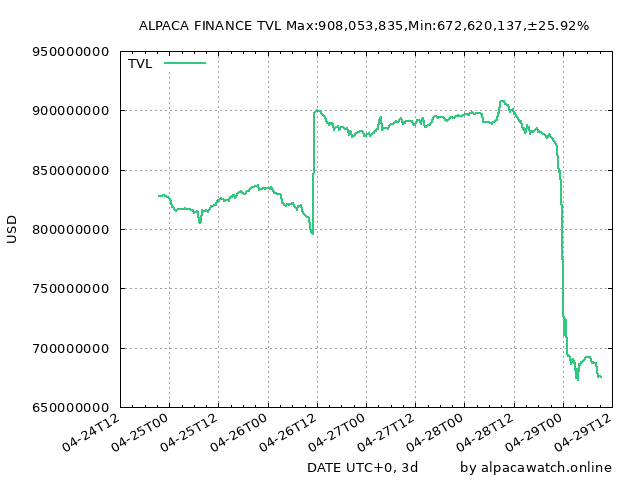 ALPACA FINANCE TVL Max:908,053,835,Min:672,620,137,±25.92%
TVL
USD
950000000
900000000
850000000
800000000
750000000
700000000
650000000
04-24T12
04-25T00
04-25T12
04-26T00
04-26T12
04-27T00
04-27T12
04-28T00
04-28T12
04-29T00
04-29T12
DATE UTC+0, 3d
by alpacawatch.online